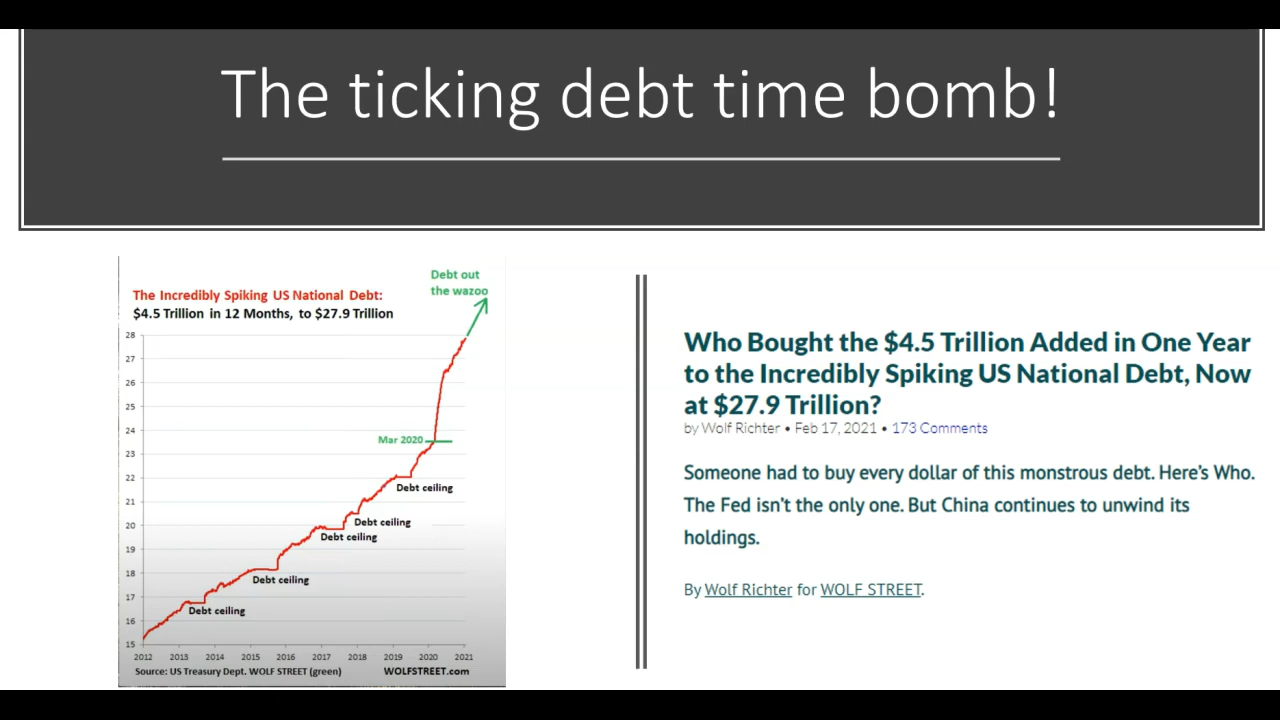 The ticking debt time bomb!
Debt out
the wazoo
The Incredibly Spiking US National Debt:
$4.5 Trillion in 12 Months, to $27.9 Trillion
28
27
26
25
24
23
22
21
20
19
18
17
16
15
Mar 2020
Debt ceiling
Debt ceiling
Debt ceiling
Debt ceiling
Debt ceiling
2012 2013 2014 2015 2016 2017 2018 2019 2020 2021
Source: US Treasury Dept. WOLF STREET (green) WOLFSTREET.com
Who Bought the $4.5 Trillion Added in One Year
to the Incredibly Spiking US National Debt, Now
at $27.9 Trillion?
by Wolf Richter • Feb 17, 2021 • 173 Comments
Someone had to buy every dollar of this monstrous debt. Here's Who.
The Fed isn't the only one. But China continues to unwind its
holdings.
By Wolf Richter for WOLF STREET.